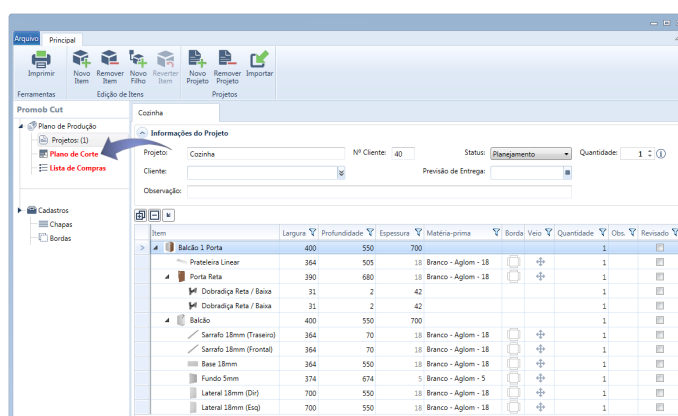 Arquivo Principal
Imprimir Novo Item Remover Item Novo Filho Reverter Item Novo Projeto Remover Projeto Importar
Ferramentas Edição de Itens Projetos
Promob Cut
Plano de Produção
Projetos: (1)
Plano de Corte
Lista de Compras
Cadastros
Chapas
Bordas
Cozinha
Informações do Projeto
Projeto: Cozinha Nº Cliente: 40 Status: Planejamento Quantidade: 1
Cliente: Previsão de Entrega:
Observação:
Item Largura Profundidade Espessura Matéria-prima Borda Veio Quantidade Obs. Revisado
Balcão 1 Porta 400 550 700 1
Prateleira Linear 364 505 18 Branco - Aglom - 18 1
Porta Reta 390 680 18 Branco - Aglom - 18 1
Dobradiça Reta / Baixa 31 2 42 1
Dobradiça Reta / Baixa 31 2 42 1
Balcão 400 550 700 1
Sarrafo 18mm (Traseiro) 364 70 18 Branco - Aglom - 18 1
Sarrafo 18mm (Frontal) 364 70 18 Branco - Aglom - 18 1
Base 18mm 364 550 18 Branco - Aglom - 18 1
Fundo 5mm 374 674 5 Branco - Aglom - 5 1
Lateral 18mm (Dir) 700 550 18 Branco - Aglom - 18 1
Lateral 18mm (Esq) 700 550 18 Branco - Aglom - 18 1